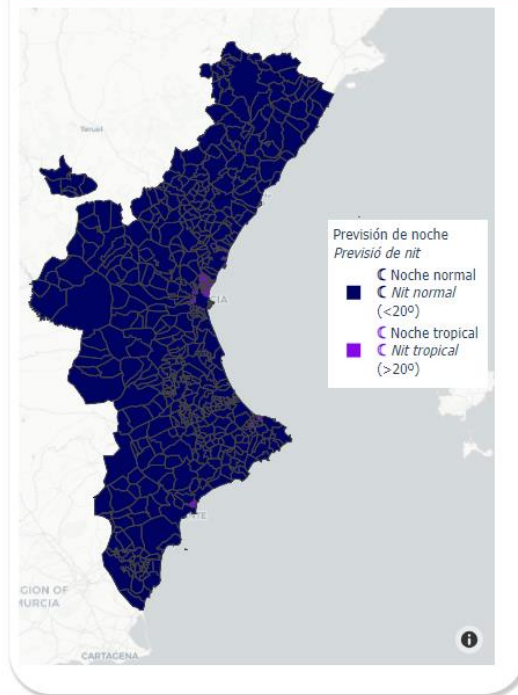 Teruel
Previsión de noche
Previsió de nit
☾ Noche normal
☾ Nit normal
(<20º)
☾ Noche tropical
☾ Nit tropical
(>20º)
GION OF
MURCIA
CARTAGENA